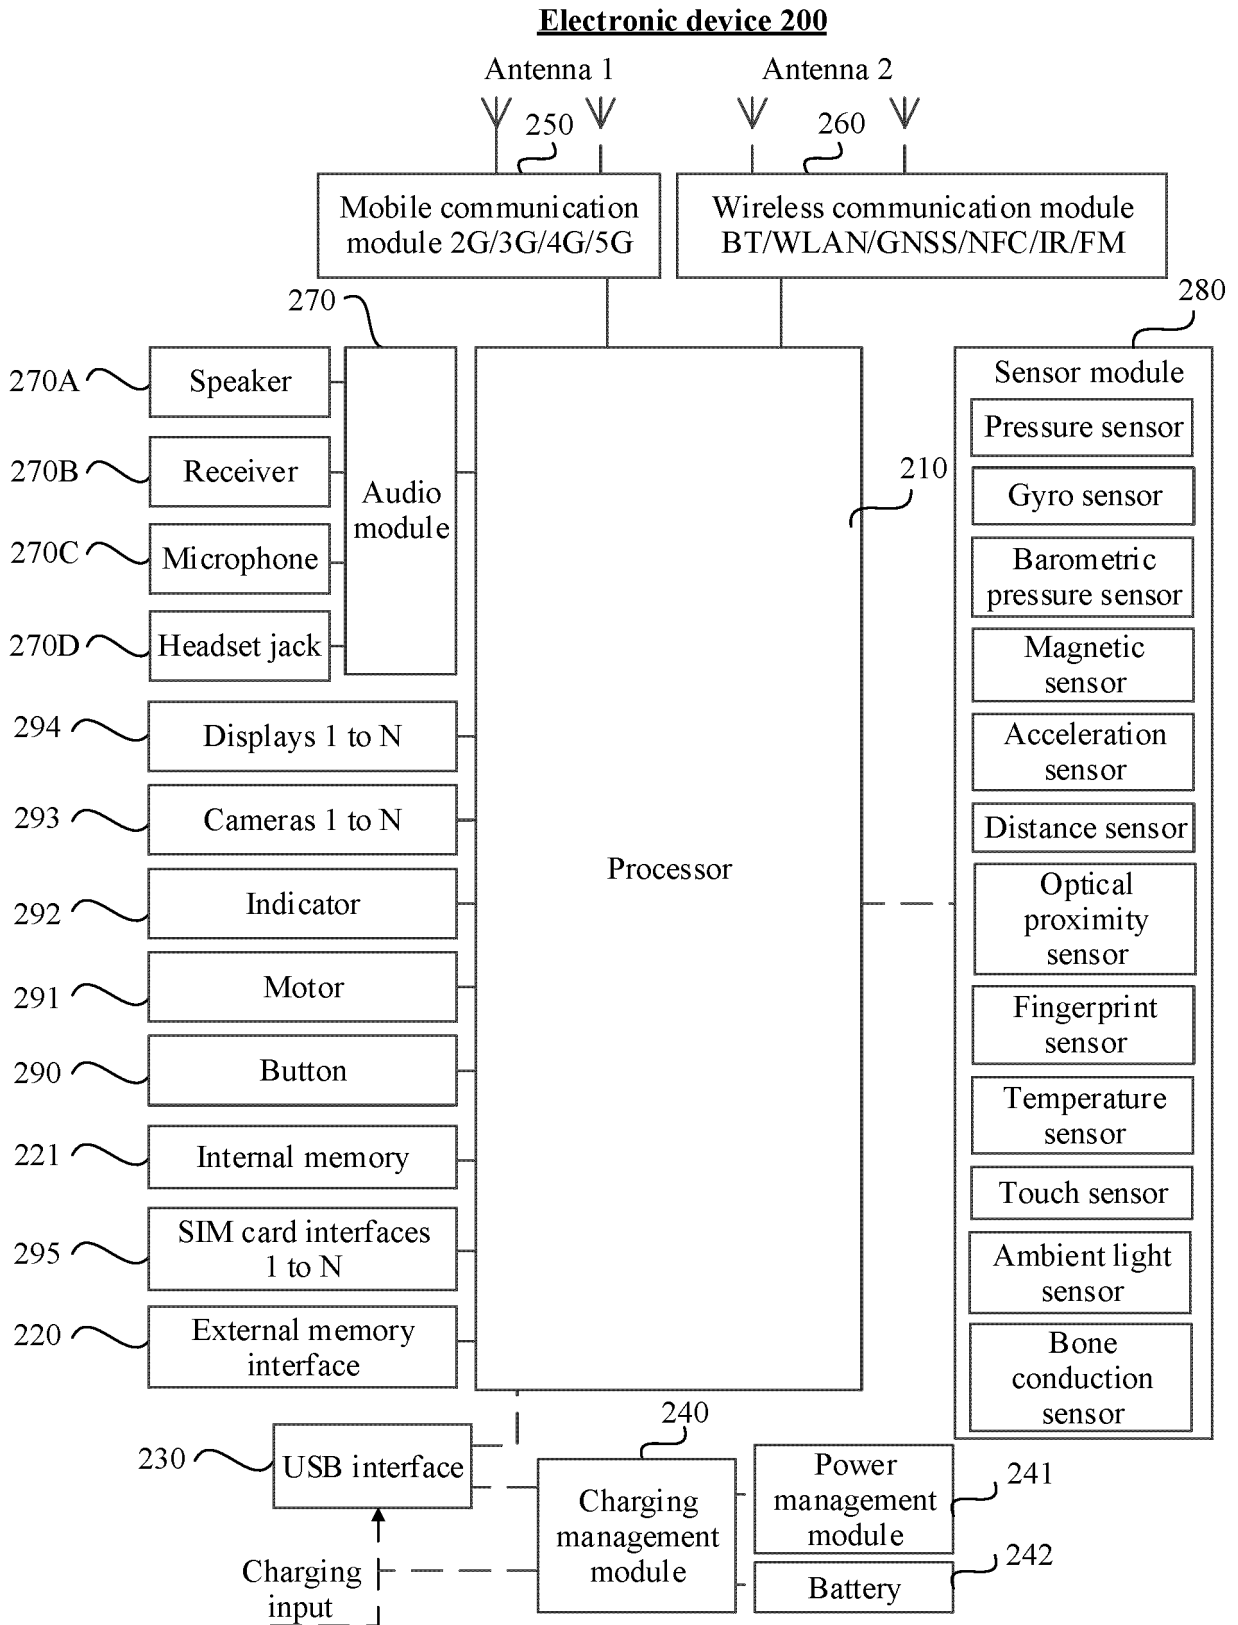 Electronic device 200
Antenna 1
Antenna 2
250
260
Mobile communication
module 2G/3G/4G/5G
Wireless communication module
BT/WLAN/GNSS/NFC/IR/FM
270
280
270A
Speaker
270B
Receiver
270C
Microphone
270D
Headset jack
Audio
module
294
Displays 1 to N
293
Cameras 1 to N
292
Indicator
291
Motor
290
Button
221
Internal memory
295
SIM card interfaces
1 to N
220
External memory
interface
Processor
210
Sensor module
Pressure sensor
Gyro sensor
Barometric
pressure sensor
Magnetic
sensor
Acceleration
sensor
Distance sensor
Optical
proximity
sensor
Fingerprint
sensor
Temperature
sensor
Touch sensor
Ambient light
sensor
Bone
conduction
sensor
230
USB interface
240
Charging
management
module
Power
management
module
241
Battery
242
Charging
input